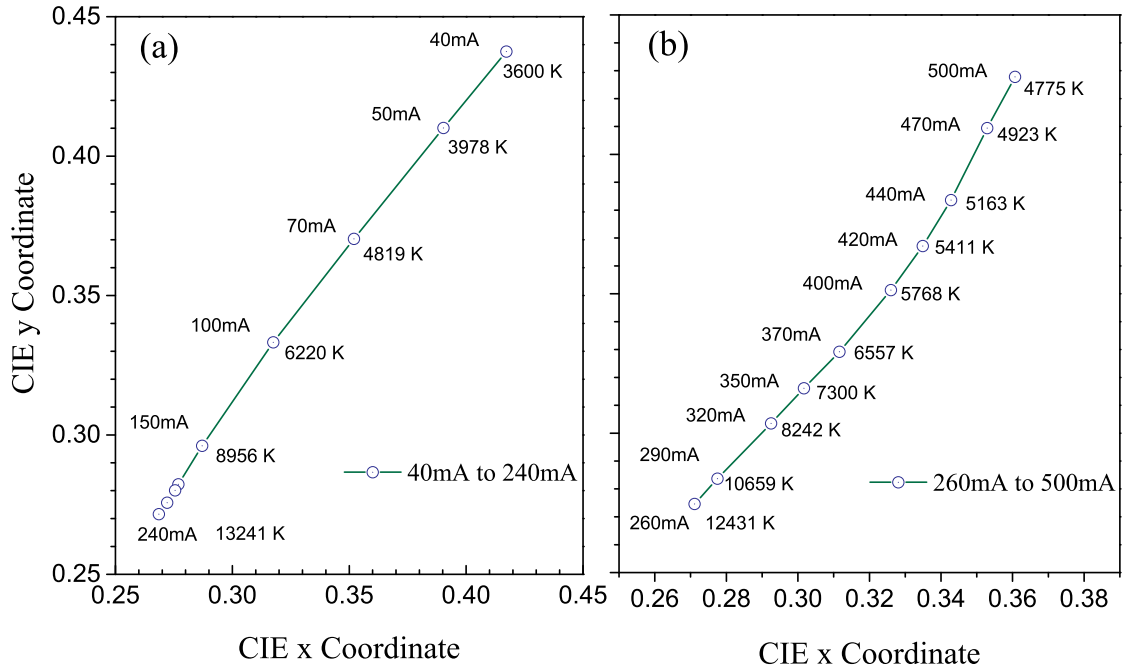 (a)
0.45
0.40
0.35
0.30
0.25
CIE y Coordinate
40mA
3600 K
50mA
3978 K
70mA
4819 K
100mA
6220 K
150mA
8956 K
240mA
13241 K
40mA to 240mA
0.25 0.30 0.35 0.40 0.45
CIE x Coordinate
(b)
500mA
4775 K
470mA
4923 K
440mA
5163 K
420mA
5411 K
400mA
5768 K
370mA
6557 K
350mA
7300 K
320mA
8242 K
290mA
10659 K
260mA
12431 K
260mA to 500mA
0.26 0.28 0.30 0.32 0.34 0.36 0.38
CIE x Coordinate